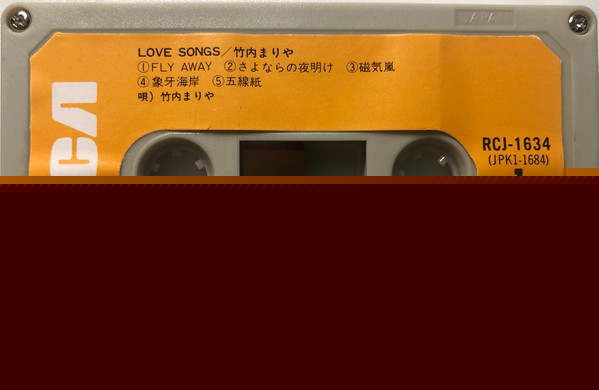 LOVE SONGS／竹内まりや
①FLY AWAY ②さよならの夜明け ③磁気嵐
④象牙海岸 ⑤五線紙
唄）竹内まりや
RCJ-1634
(JPK1-1684)